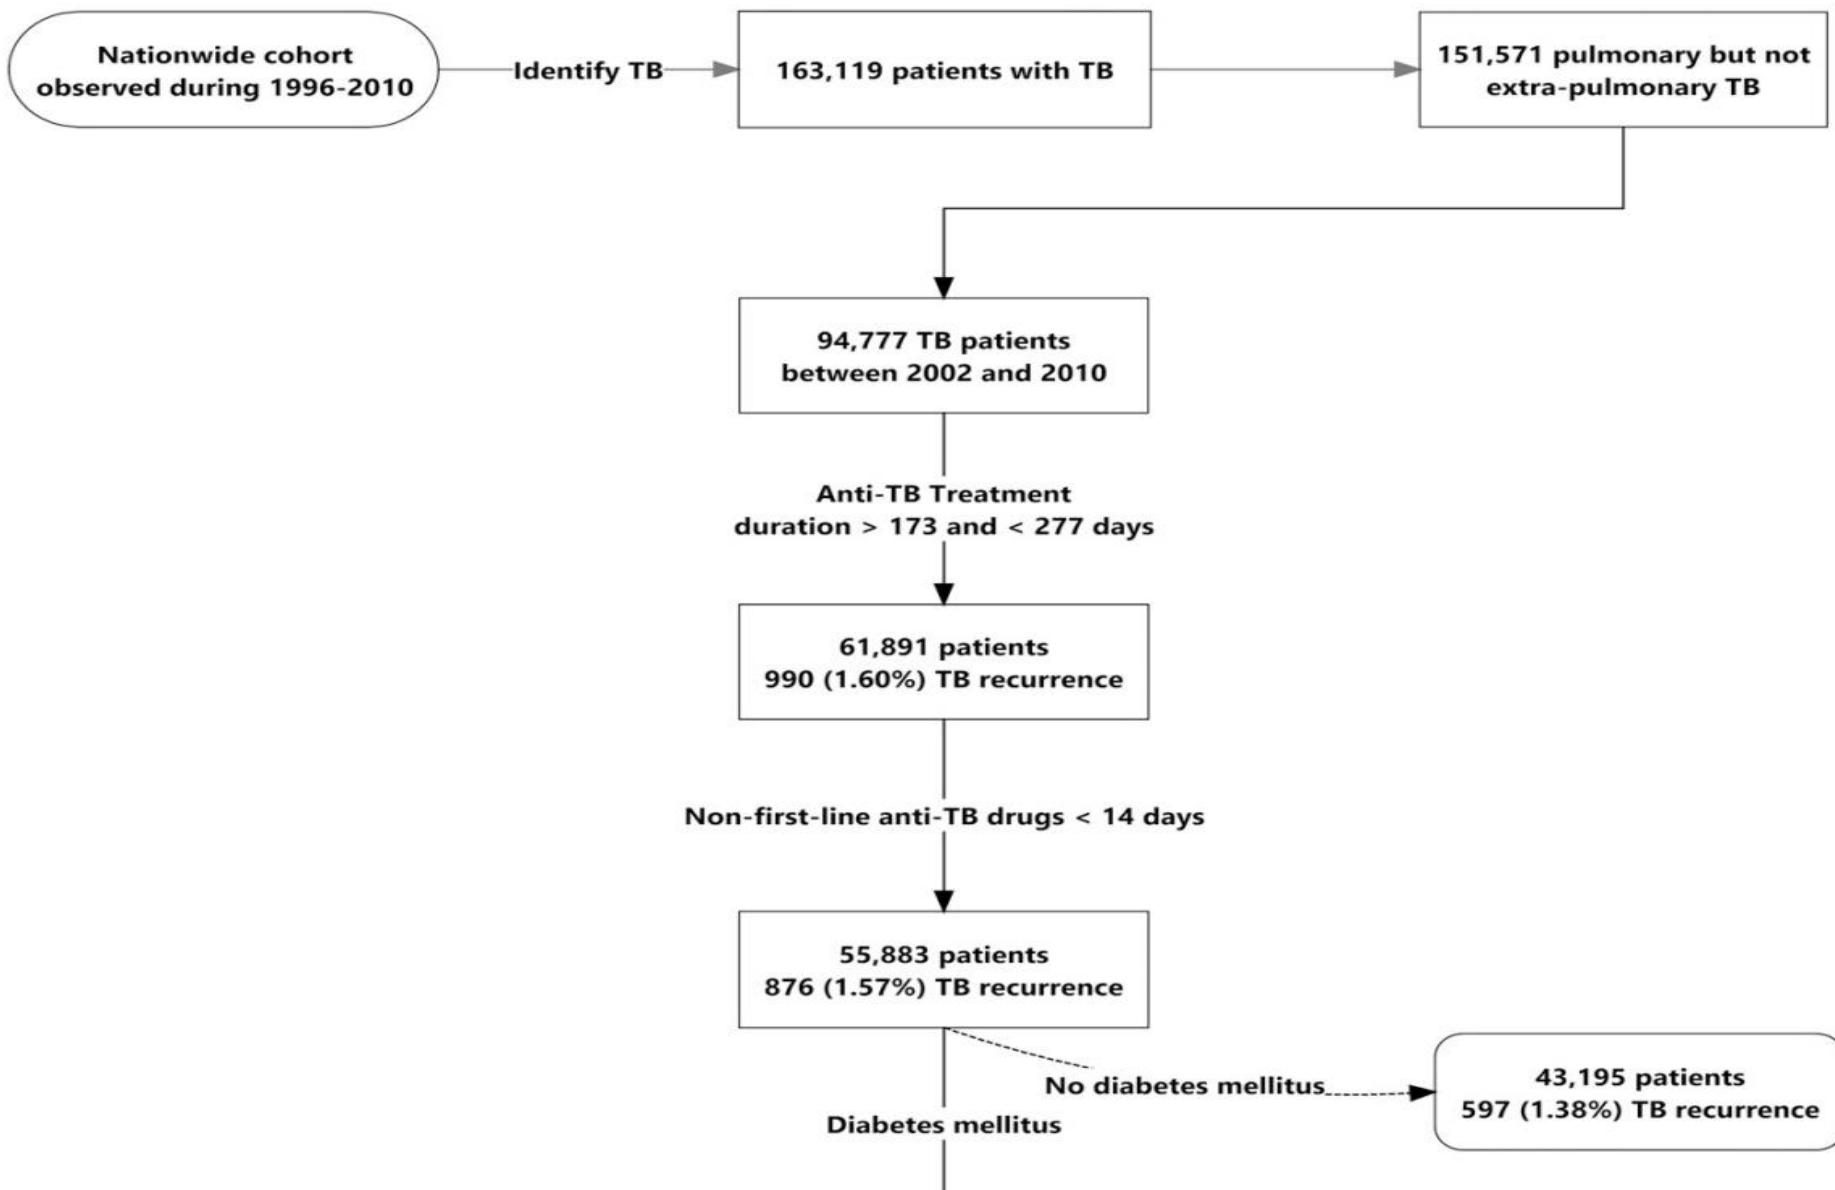 Nationwide cohort
observed during 1996-2010
Identify TB
163,119 patients with TB
151,571 pulmonary but not
extra-pulmonary TB
94,777 TB patients
between 2002 and 2010
Anti-TB Treatment
duration > 173 and < 277 days
61,891 patients
990 (1.60%) TB recurrence
Non-first-line anti-TB drugs < 14 days
55,883 patients
876 (1.57%) TB recurrence
No diabetes mellitus
43,195 patients
597 (1.38%) TB recurrence
Diabetes mellitus